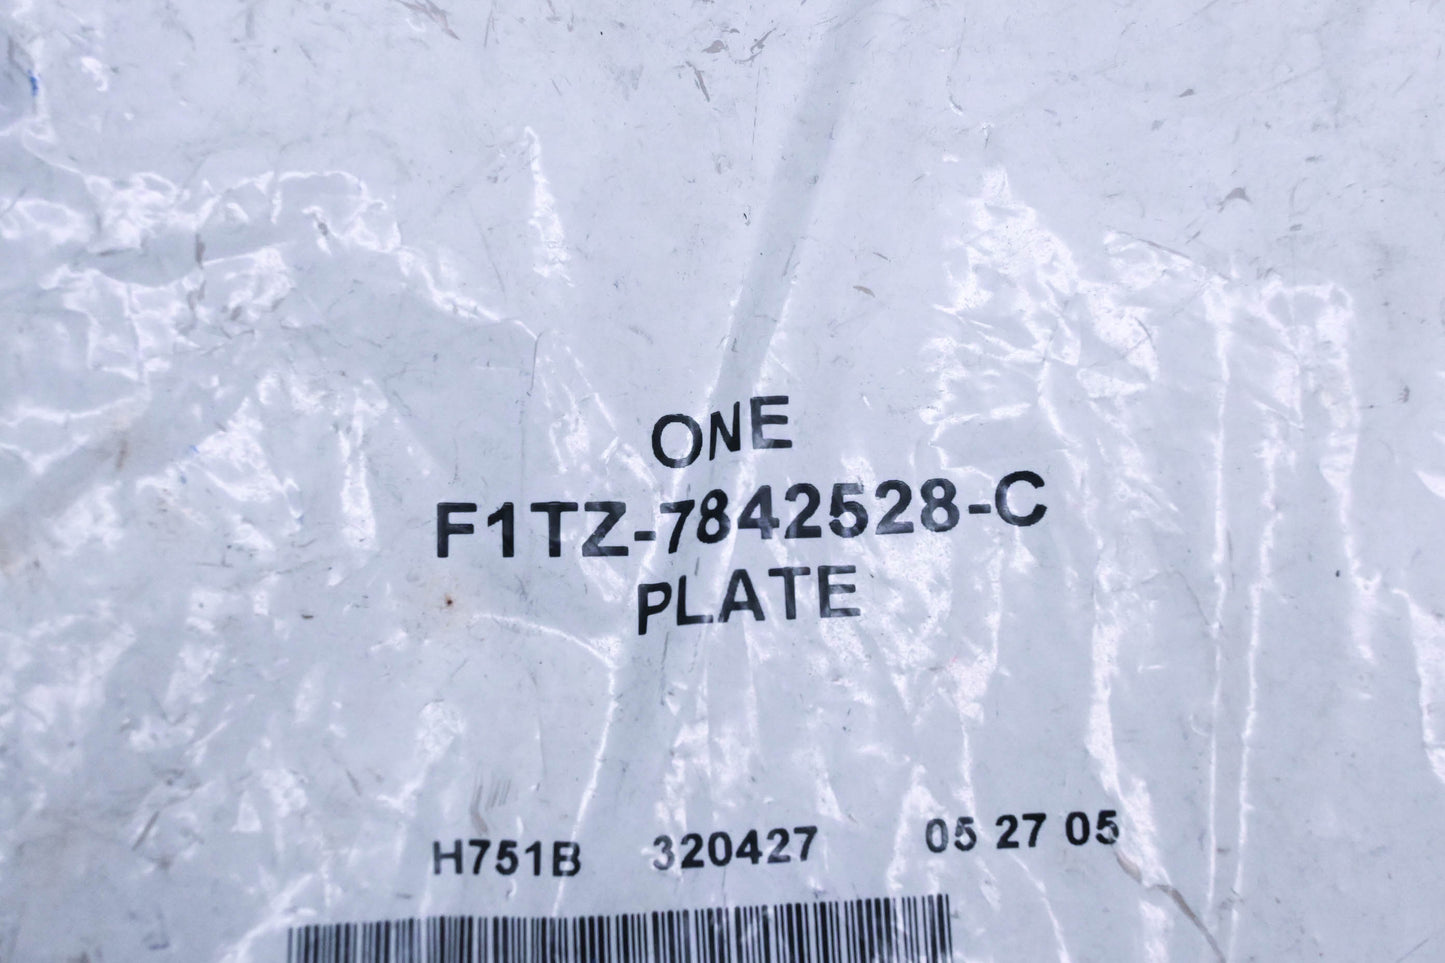 ONE
F1TZ-7842528-C
PLATE
H751B 320427 05 27 05